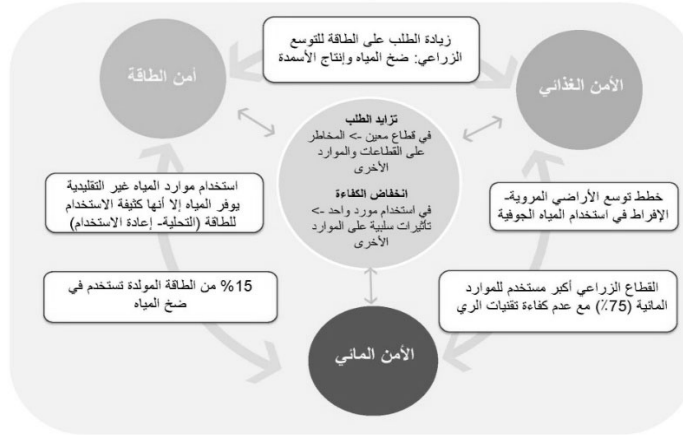 زيادة الطلب على الطاقة للتوسع
الزراعي: ضخ المياه وإنتاج الأسمدة
الأمن الغذائي
أمن الطاقة
تزايد الطلب
في قطاع معين -> المخاطر
على القطاعات والموارد
الأخرى
انخفاض الكفاءة
في استخدام مورد واحد ->
تأثيرات سلبية على الموارد
الأخرى
خطط توسع الأراضي المروية-
الإفراط في استخدام المياه الجوفية
استخدام موارد المياه غير التقليدية
يوفر المياه إلا أنها كثيفة الاستخدام
للطاقة (التحلية- إعادة الاستخدام)
القطاع الزراعي أكبر مستخدم للموارد
المائية (75٪) مع عدم كفاءة تقنيات الري
15% من الطاقة المولدة تستخدم في
ضخ المياه
الأمن المائي